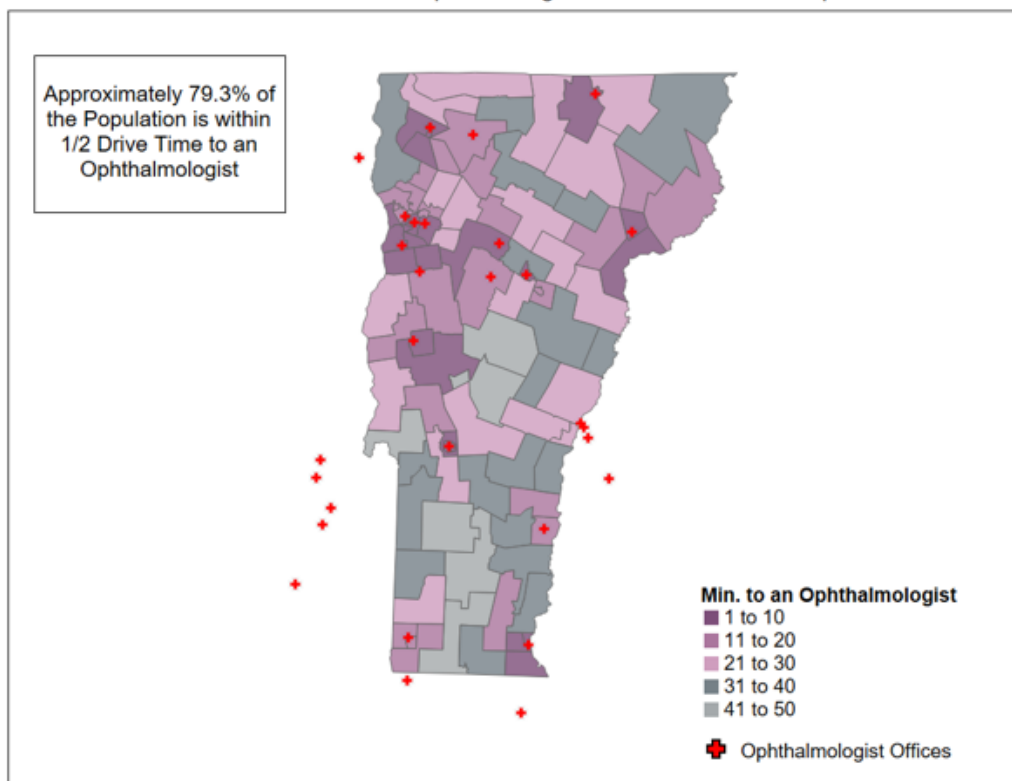 Approximately 79.3% of
the Population is within
1/2 Drive Time to an
Ophthalmologist
Min. to an Ophthalmologist
1 to 10
11 to 20
21 to 30
31 to 40
41 to 50
Ophthalmologist Offices